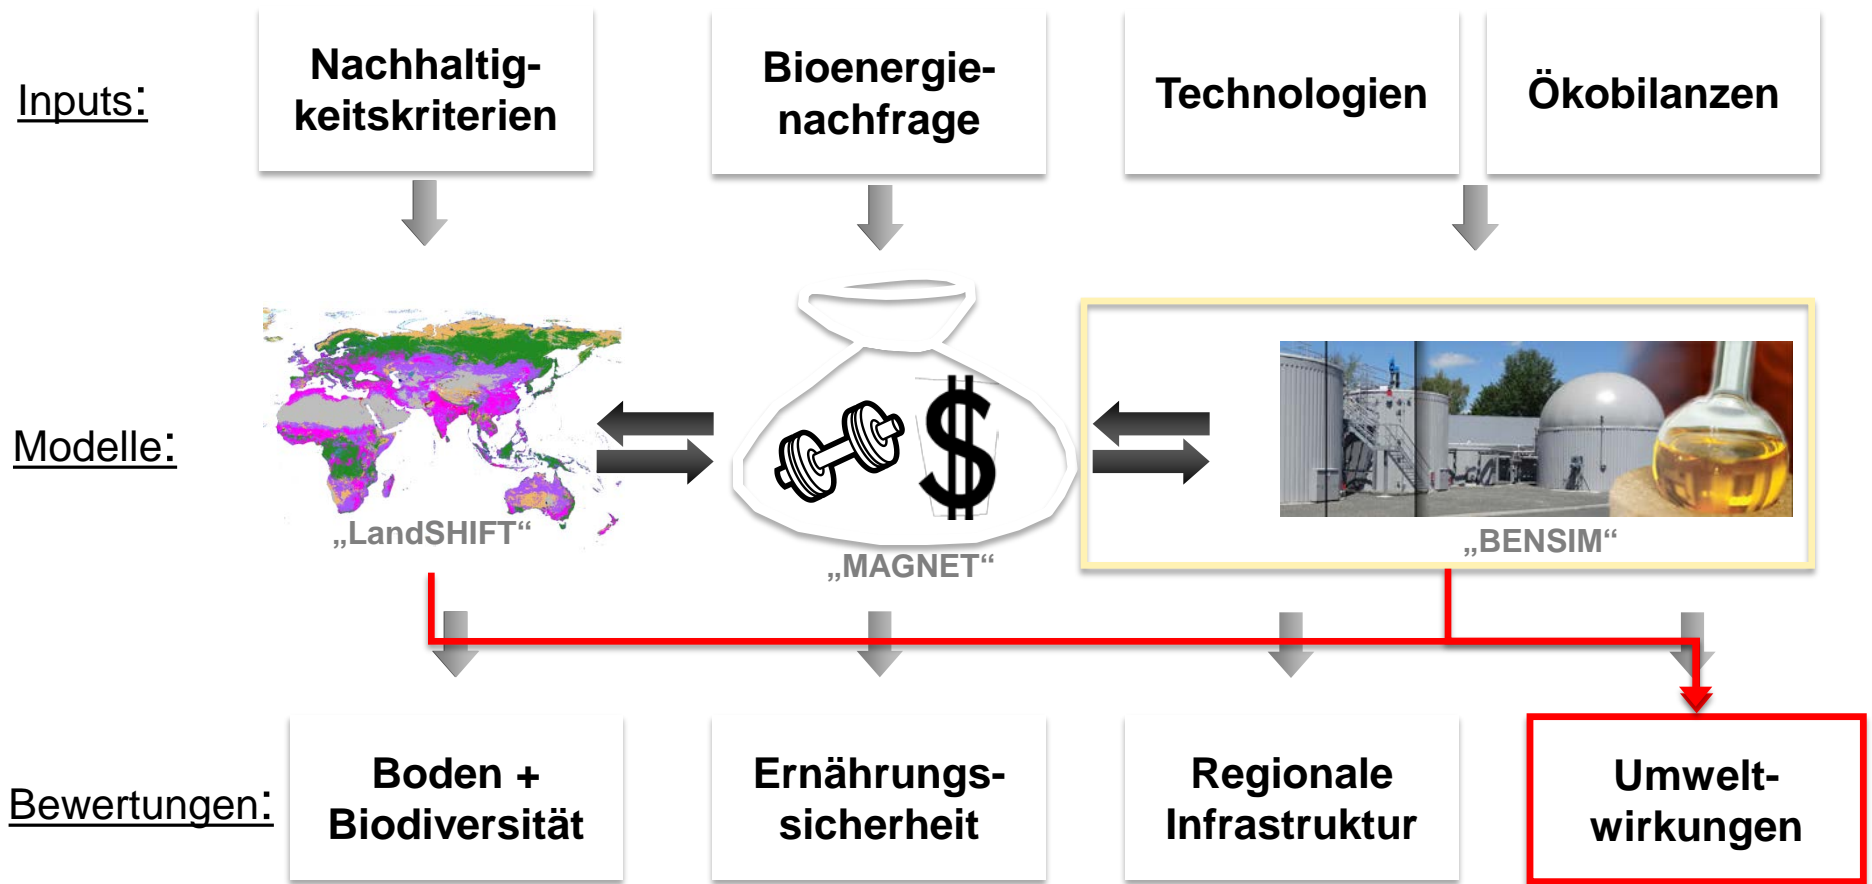 Inputs:
Nachhaltig-
keitskriterien
Bioenergie-
nachfrage
Technologien
Ökobilanzen
Modelle:
„LandSHIFT“
$
„MAGNET“
„BENSIM“
Bewertungen:
Boden +
Biodiversität
Ernährungs-
sicherheit
Regionale
Infrastruktur
Umwelt-
wirkungen